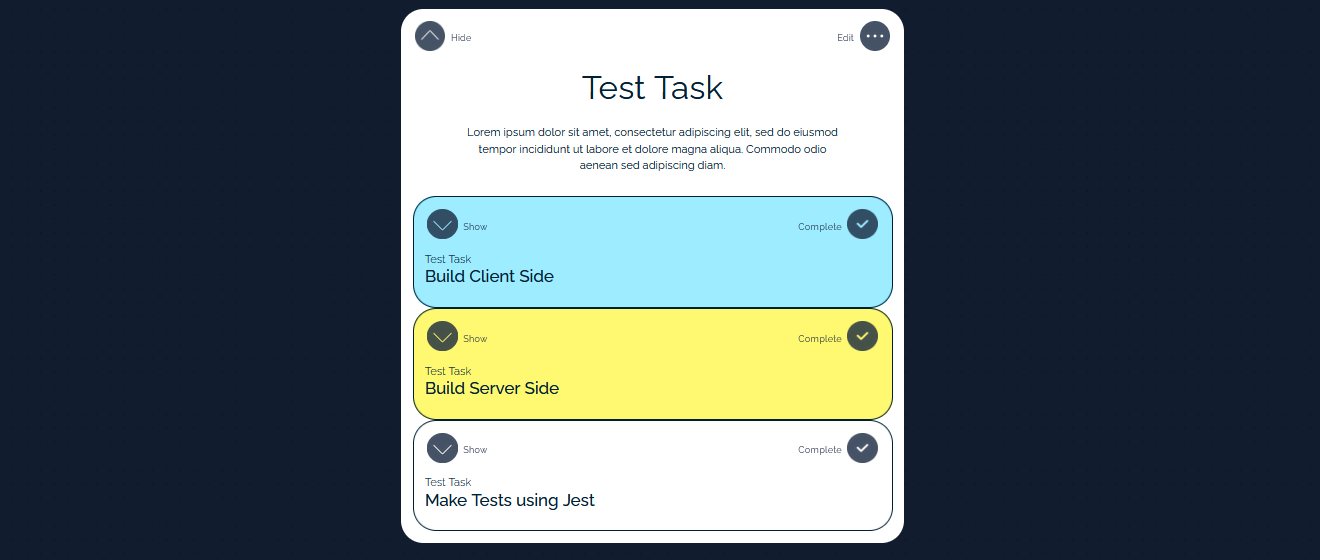 Hide
Edit
Test Task
Lorem ipsum dolor sit amet, consectetur adipiscing elit, sed do eiusmod
tempor incididunt ut labore et dolore magna aliqua. Commodo odio
aenean sed adipiscing diam.
Show
Complete
Test Task
Build Client Side
Show
Complete
Test Task
Build Server Side
Show
Complete
Test Task
Make Tests using Jest